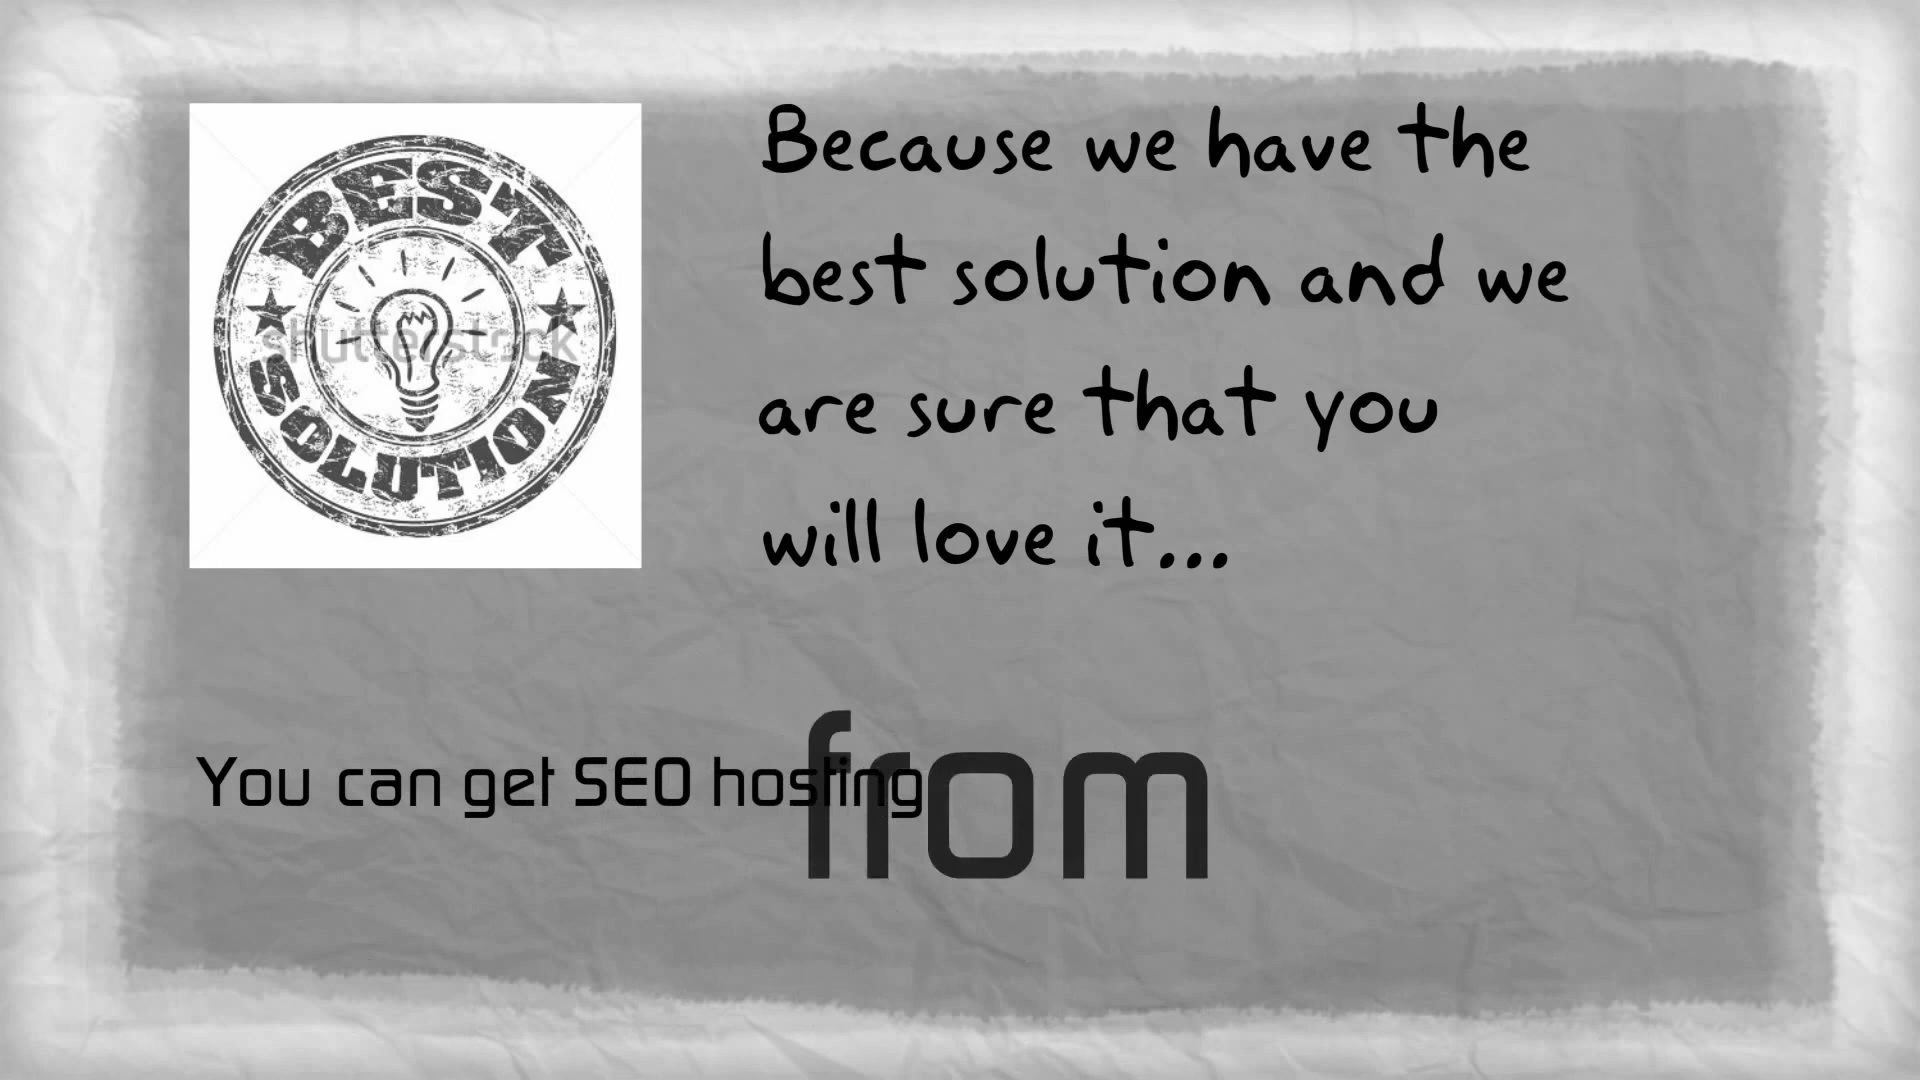 BEST
SOLUTION
shutterstock
Because we have the
best solution and we
are sure that you
will love it...
You can get SEO hosting
from